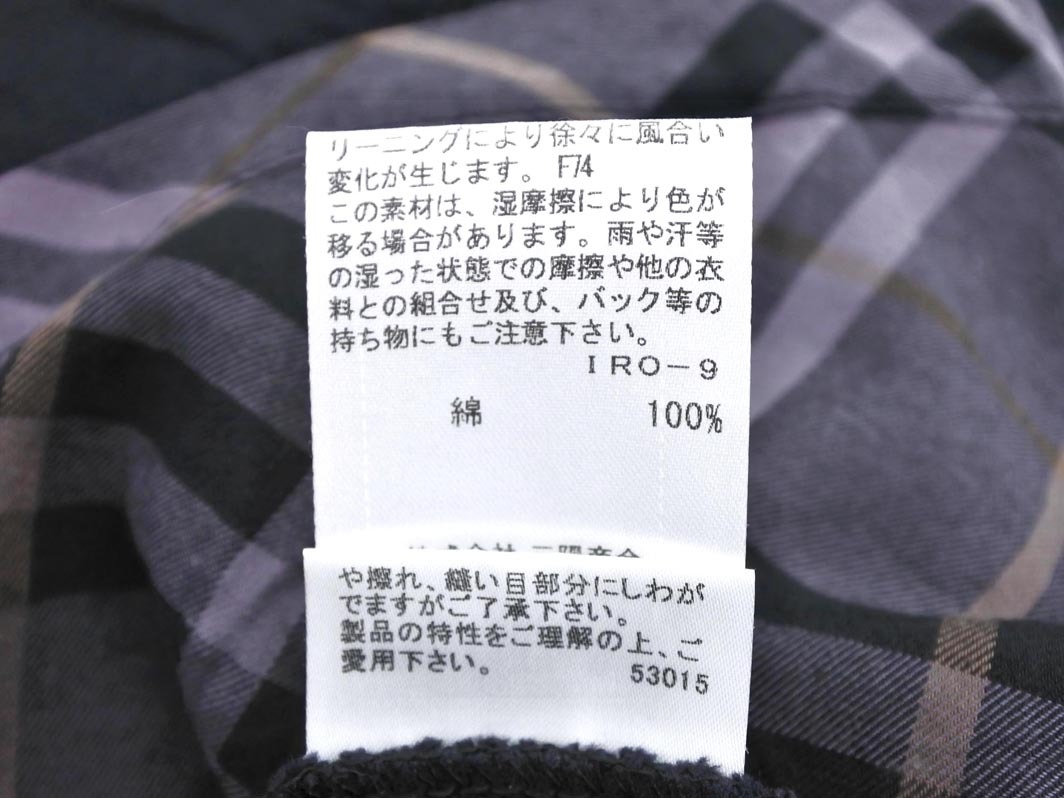 リーニングにより徐々に風合い
変化が生じます。 F74
この素材は、湿摩擦により色が
移る場合があります。雨や汗等
の湿った状態での摩擦や他の衣
料との組合せ及び、バック等の
持ち物にもご注意下さい。
IRO-9
綿 100%
や擦れ、縫い目部分にしわが
でますがご了承下さい。
製品の特性をご理解の上、ご
愛用下さい。 53015